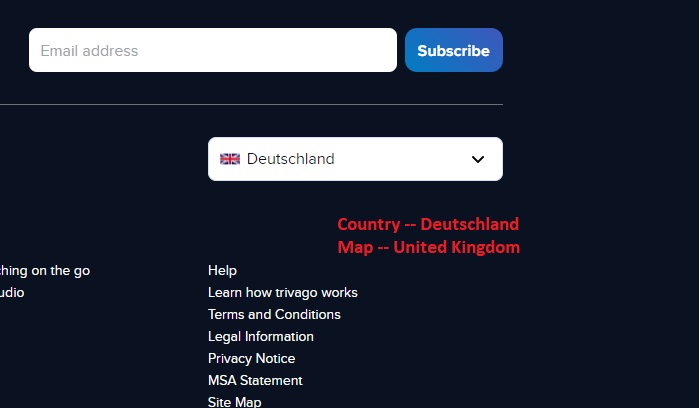 Email address
Subscribe
Deutschland
Country -- Deutschland
Map -- United Kingdom
ching on the go
udio
Help
Learn how trivago works
Terms and Conditions
Legal Information
Privacy Notice
MSA Statement
Site Map